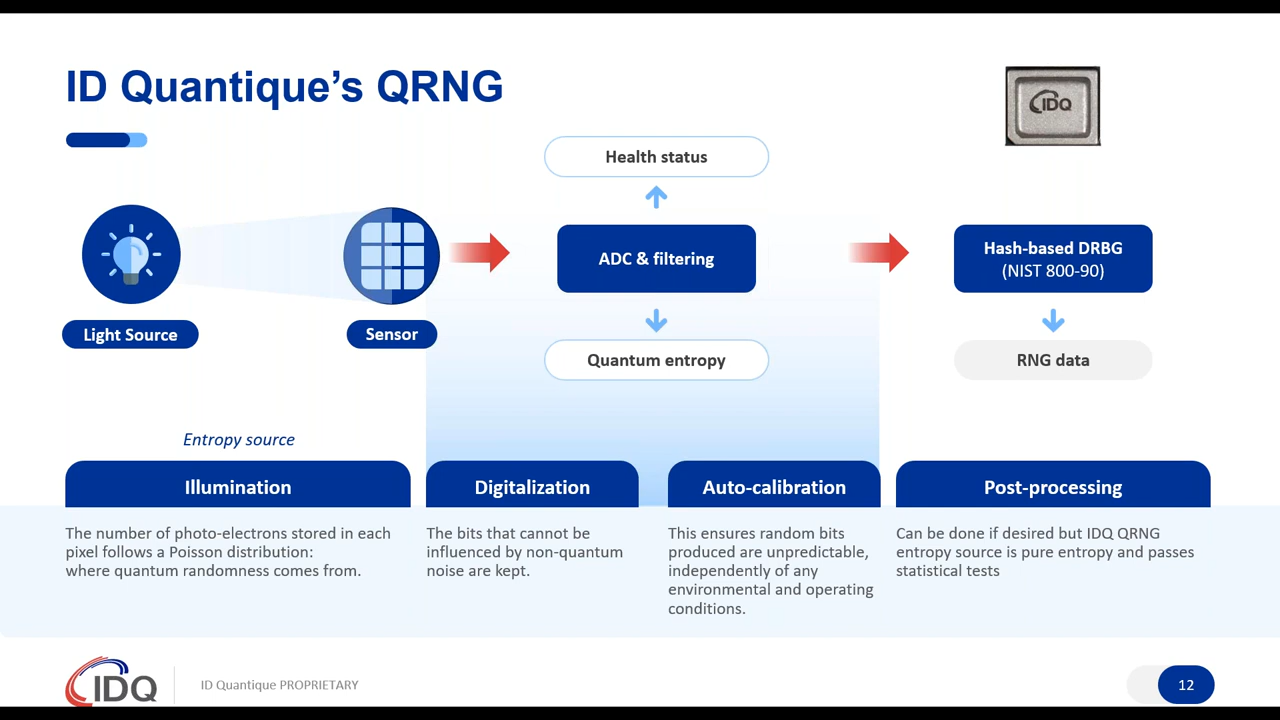 ID Quantique's QRNG
IDQ
Health status
ADC & filtering
Hash-based DRBG
(NIST 800-90)
Light Source
Sensor
Quantum entropy
RNG data
Entropy source
Illumination
The number of photo-electrons stored in each
pixel follows a Poisson distribution:
where quantum randomness comes from.
Digitalization
The bits that cannot be
influenced by non-quantum
noise are kept.
Auto-calibration
This ensures random bits
produced are unpredictable,
independently of any
environmental and operating
conditions.
Post-processing
Can be done if desired but IDQ QRNG
entropy source is pure entropy and passes
statistical tests
IDQ
ID Quantique PROPRIETARY
12